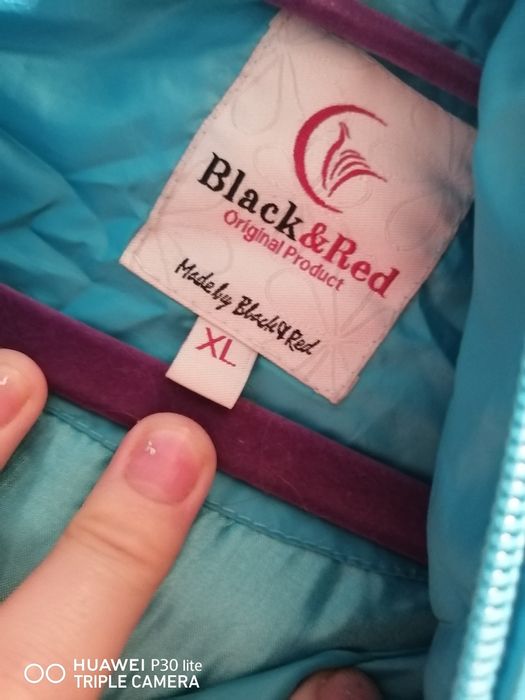 Black&Red
Original Product
Made by Black&Red
XL
HUAWEI P30 lite
TRIPLE CAMERA